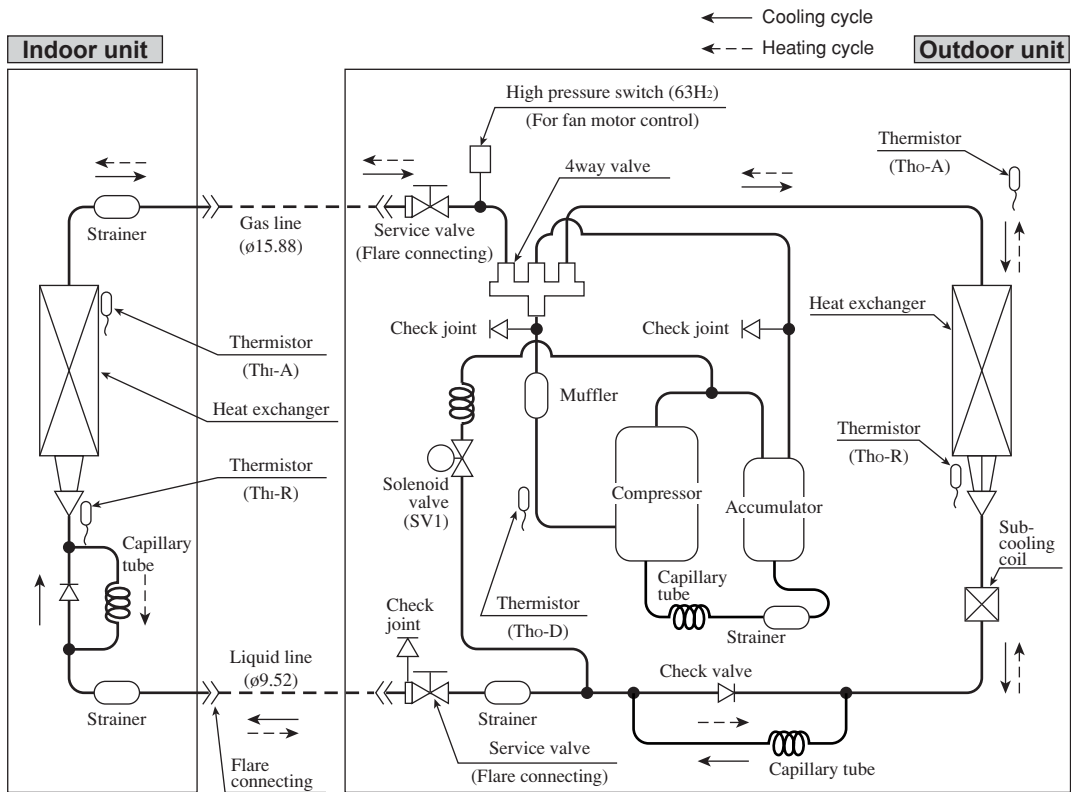 Cooling cycle
Heating cycle
Indoor unit
Outdoor unit
High pressure switch (63H₂)
(For fan motor control)
4way valve
Thermistor
(Tho-A)
Strainer
Gas line
(ø15.88)
Service valve
(Flare connecting)
Check joint
Check joint
Heat exchanger
Thermistor
(ThI-A)
Muffler
Heat exchanger
Thermistor
(Tho-R)
Thermistor
(ThI-R)
Solenoid
valve
(SV1)
Compressor
Accumulator
Capillary
tube
Sub-
cooling
coil
Capillary
tube
Check
joint
Thermistor
(Tho-D)
Strainer
Liquid line
(ø9.52)
Check valve
Strainer
Strainer
Service valve
(Flare connecting)
Flare
connecting
Capillary tube